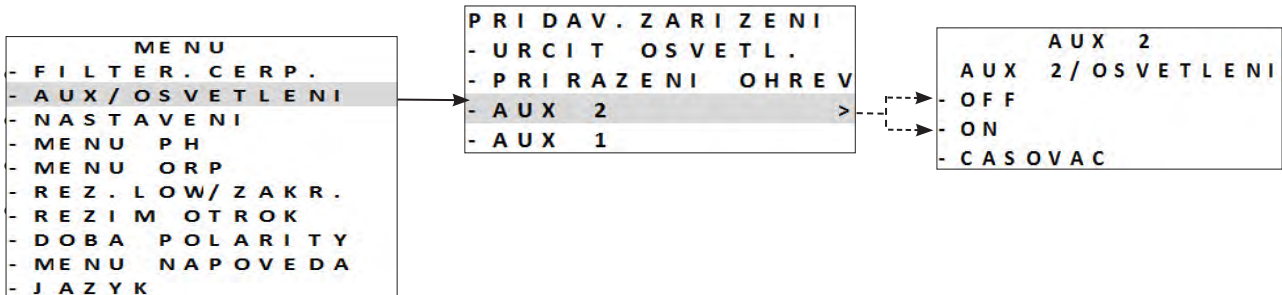 MENU
- FILTER. CERP.
- AUX/OSVETLENI
- NASTAVENI
- MENU PH
- MENU ORP
- REZ. LOW/ZAKR.
- REZIM OTROK
- DOBA POLARITY
- MENU NAPOVEDA
- JAZYK
PRIDAV.ZARIZENI
- URCIT OSVETL.
- PRIRAZENI OHREV
- AUX 2 >
- AUX 1
AUX 2
AUX 2/OSVETLENI
- OFF
- ON
- CASOVAC